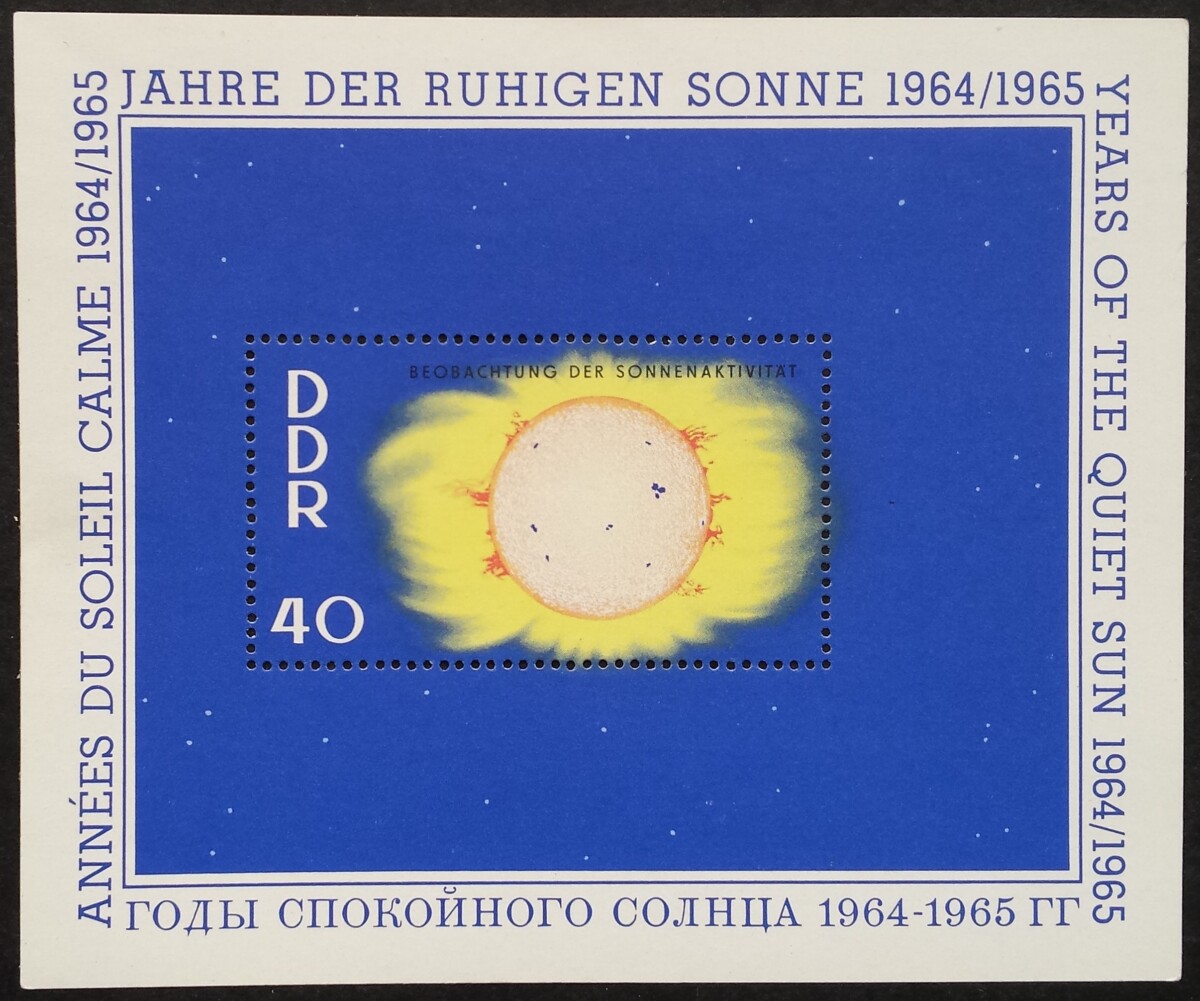 JAHRE DER RUHIGEN SONNE 1964/1965
YEARS OF THE QUIET SUN 1964/1965
ANNÉES DU SOLEIL CALME 1964/1965
BEOBACHTUNG DER SONNENAKTIVITÄT
DDR
40
ГОДЫ СПОКОЙНОГО СОЛНЦА 1964-1965 ГГ